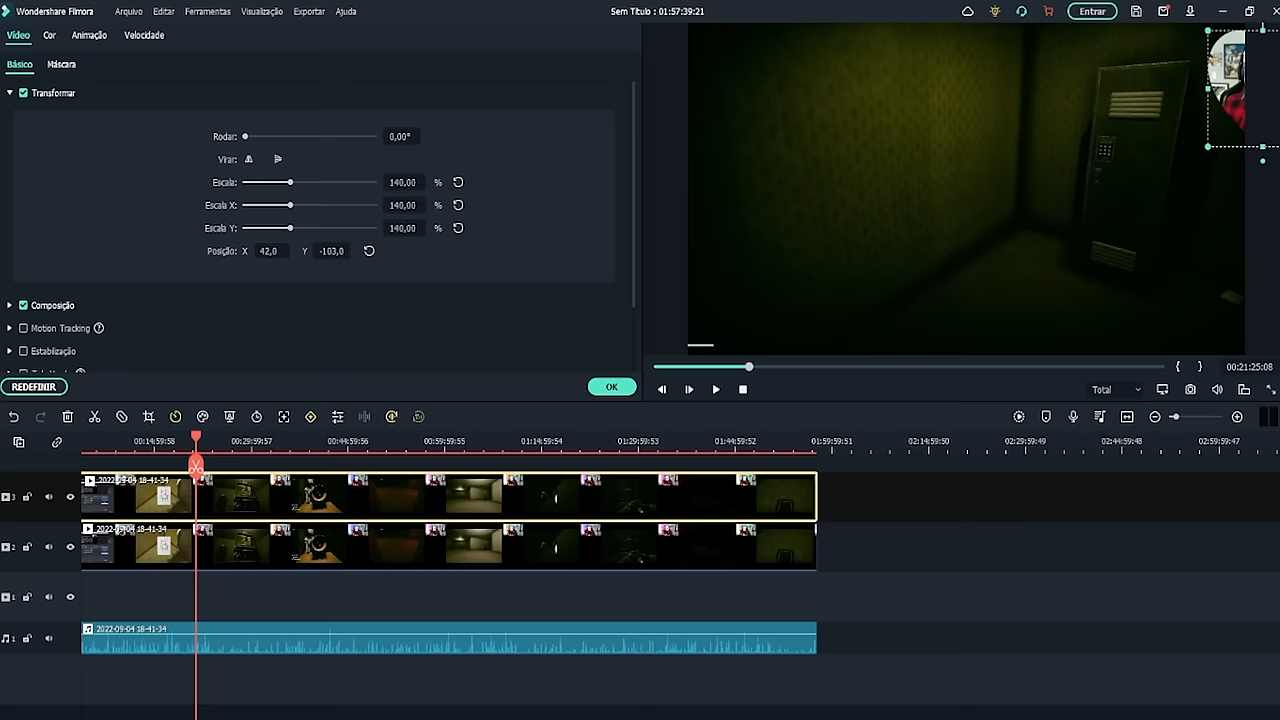 Wondershare Filmora Arquivo Editar Ferramentas Visualização Exportar Ajuda Sem Título : 01:57:39:21 Entrar
Vídeo Cor Animação Velocidade
Básico Máscara
Transformar
Rodar: 0,00°
Virar:
Escala: 140,00 %
Escala X: 140,00 %
Escala Y: 140,00 %
Posição: X 42,0 Y -103,0
Composição
Motion Tracking ?
Estabilização
{ } 00:21:25:08
REDEFINIR OK
Total
00:14:59:58 00:29:59:57 00:44:59:56 00:59:59:55 01:14:59:54 01:29:59:53 01:44:59:52 01:59:59:51 02:14:59:50 02:29:59:49 02:44:59:48 02:59:59:47
2022-09-04 18-41-34
3
2022-09-04 18-41-34
2
1
2022-09-04 18-41-34
1